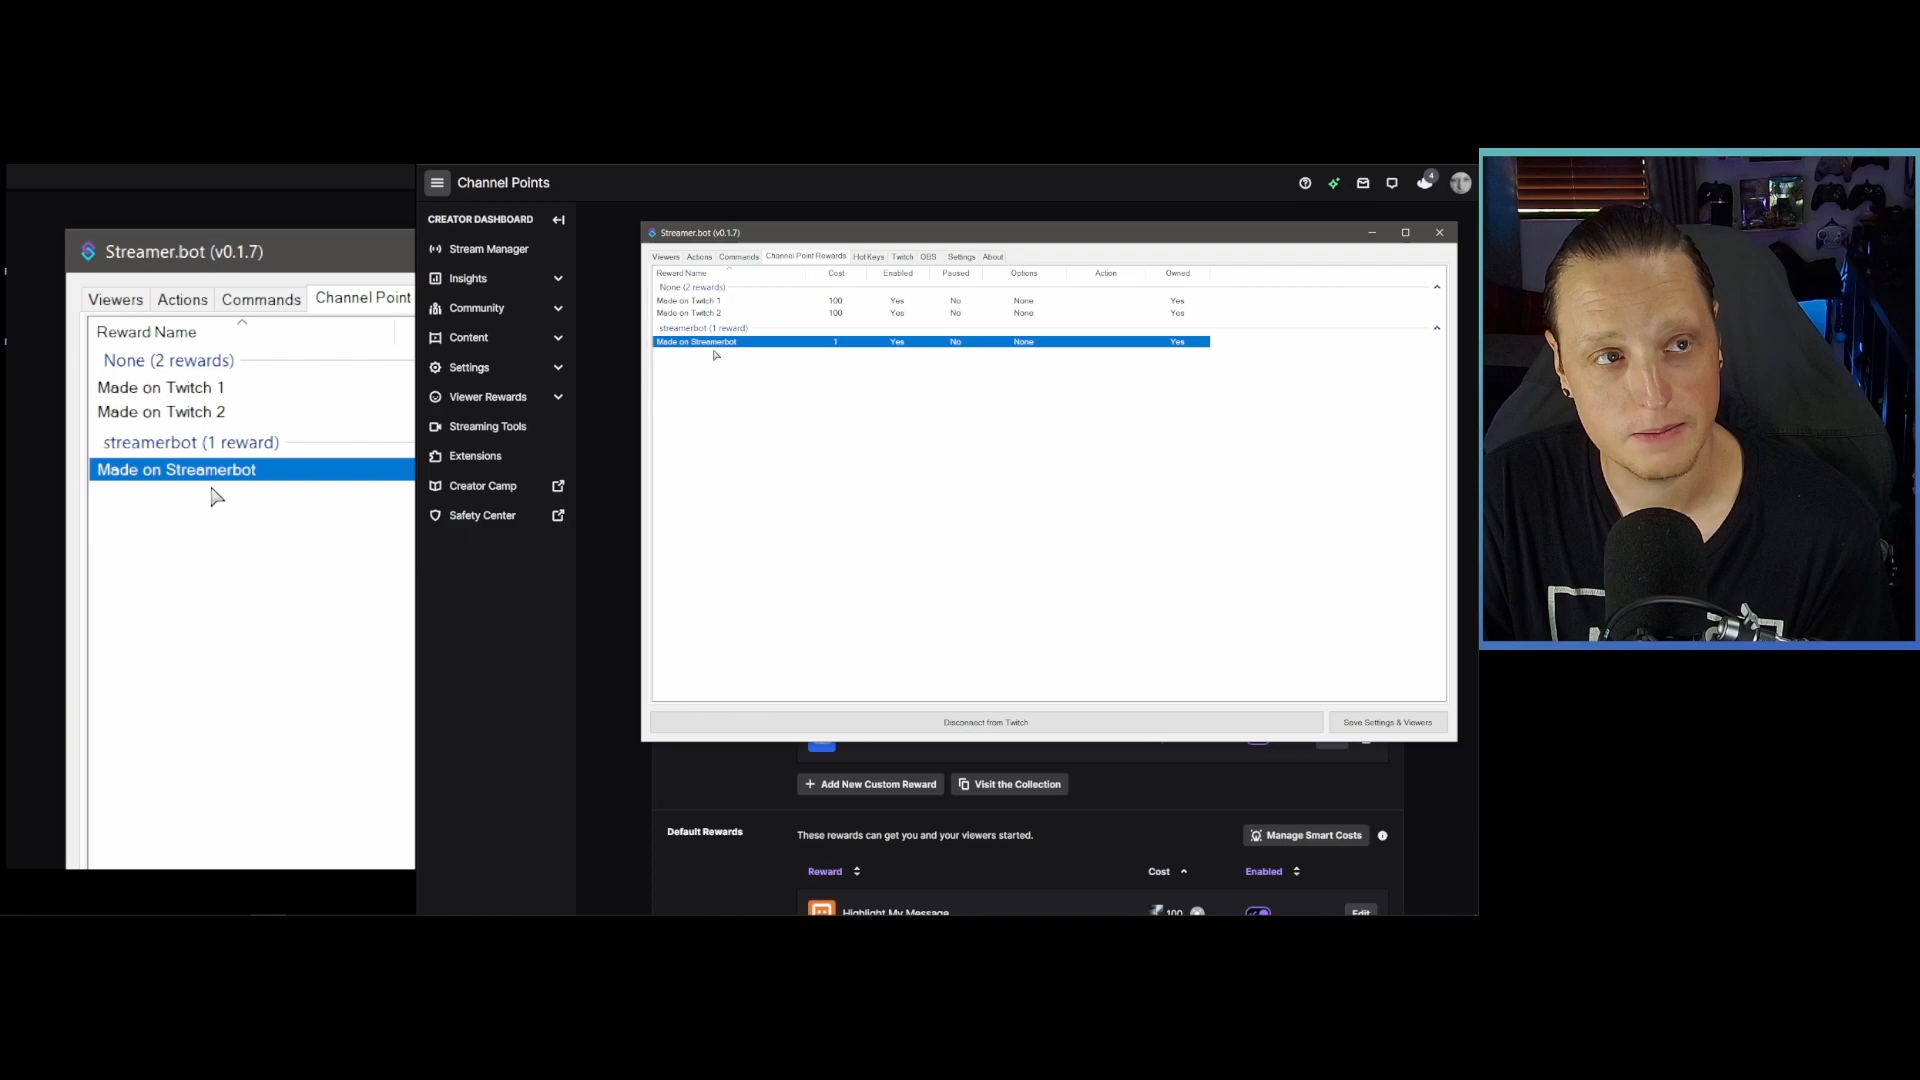 Streamer.bot (v0.1.7)
Viewers Actions Commands Channel Point
Reward Name
None (2 rewards)
Made on Twitch 1
Made on Twitch 2
streamerbot (1 reward)
Made on Streamerbot
Channel Points
4
CREATOR DASHBOARD
Stream Manager
Insights
Community
Content
Settings
Viewer Rewards
Streaming Tools
Extensions
Creator Camp
Safety Center
Streamer.bot (v0.1.7)
Viewers Actions Commands Channel Point Rewards Hot Keys Twitch OBS Settings About
Reward Name Cost Enabled Paused Options Action Owned
None (2 rewards)
Made on Twitch 1 100 Yes No None Yes
Made on Twitch 2 100 Yes No None Yes
streamerbot (1 reward)
Made on Streamerbot 1 Yes No None Yes
Disconnect from Twitch Save Settings & Viewers
Add New Custom Reward Visit the Collection
Default Rewards These rewards can get you and your viewers started. Manage Smart Costs
Reward Cost Enabled
Highlight My Message 100 Edit